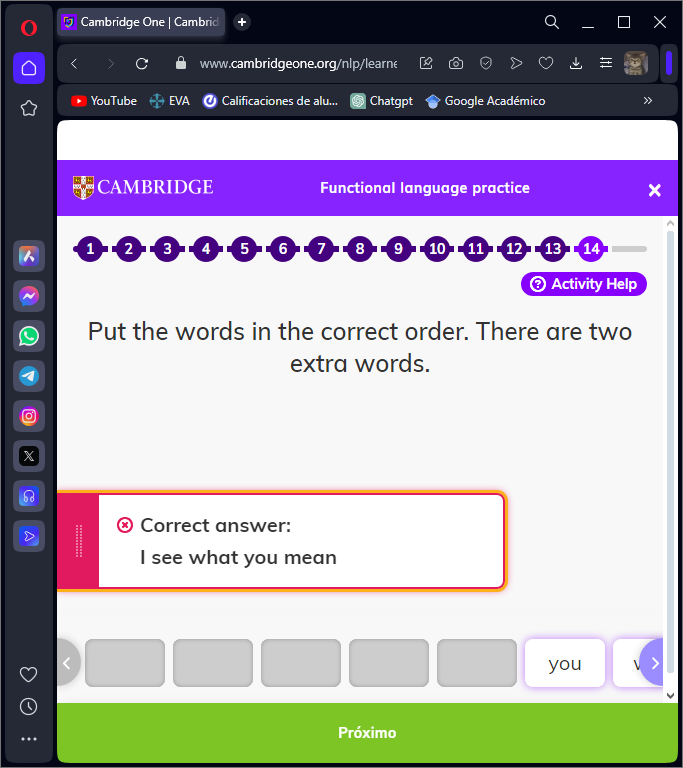 Cambridge One | Cambrid
www.cambridgeone.org/nlp/learne
YouTube EVA Calificaciones de alu... Chatgpt Google Académico »
CAMBRIDGE Functional language practice
1 2 3 4 5 6 7 8 9 10 11 12 13 14
Activity Help
Put the words in the correct order. There are two
extra words.
Correct answer:
I see what you mean
you
Próximo